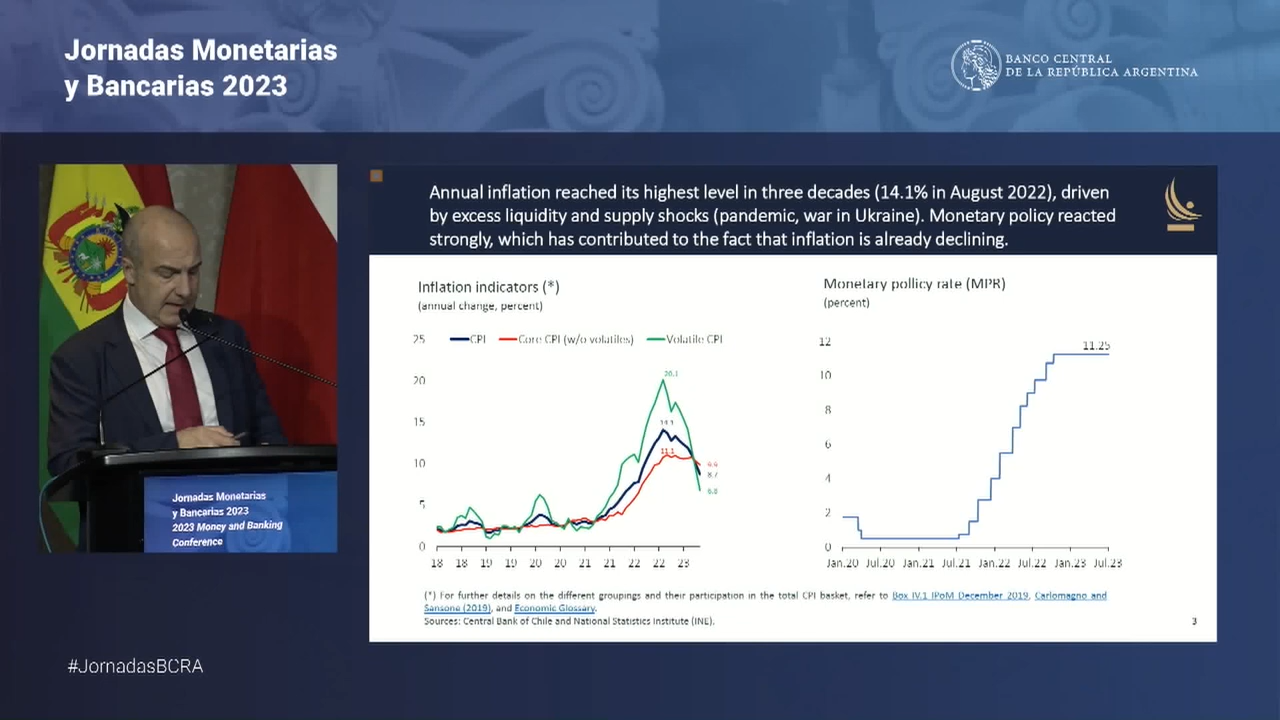 Jornadas Monetarias
y Bancarias 2023
BANCO CENTRAL
DE LA REPÚBLICA ARGENTINA
Annual inflation reached its highest level in three decades (14.1% in August 2022), driven
by excess liquidity and supply shocks (pandemic, war in Ukraine). Monetary policy reacted
strongly, which has contributed to the fact that inflation is already declining.
Inflation indicators (*)
(annual change, percent)
25
CPI
Core CPI (w/o volatiles)
Volatile CPI
20
15
10
5
0
20.1
14.1
11.1
8.7
6.8
18 18 19 19 20 20 21 21 22 22 23
Monetary pollicy rate (MPR)
(percent)
12
10
8
6
4
2
0
11.25
Jan.20 Jul.20 Jan.21 Jul.21 Jan.22 Jul.22 Jan.23 Jul.23
(*) For further details on the different groupings and their participation in the total CPI basket, refer to Box IV.1 IPoM December 2019, Carlomagno and
Sansone (2019), and Economic Glossary.
Sources: Central Bank of Chile and National Statistics Institute (INE).
3
Jornadas Monetarias
y Bancarias 2023
2023 Money and Banking
Conference
#JornadasBCRA